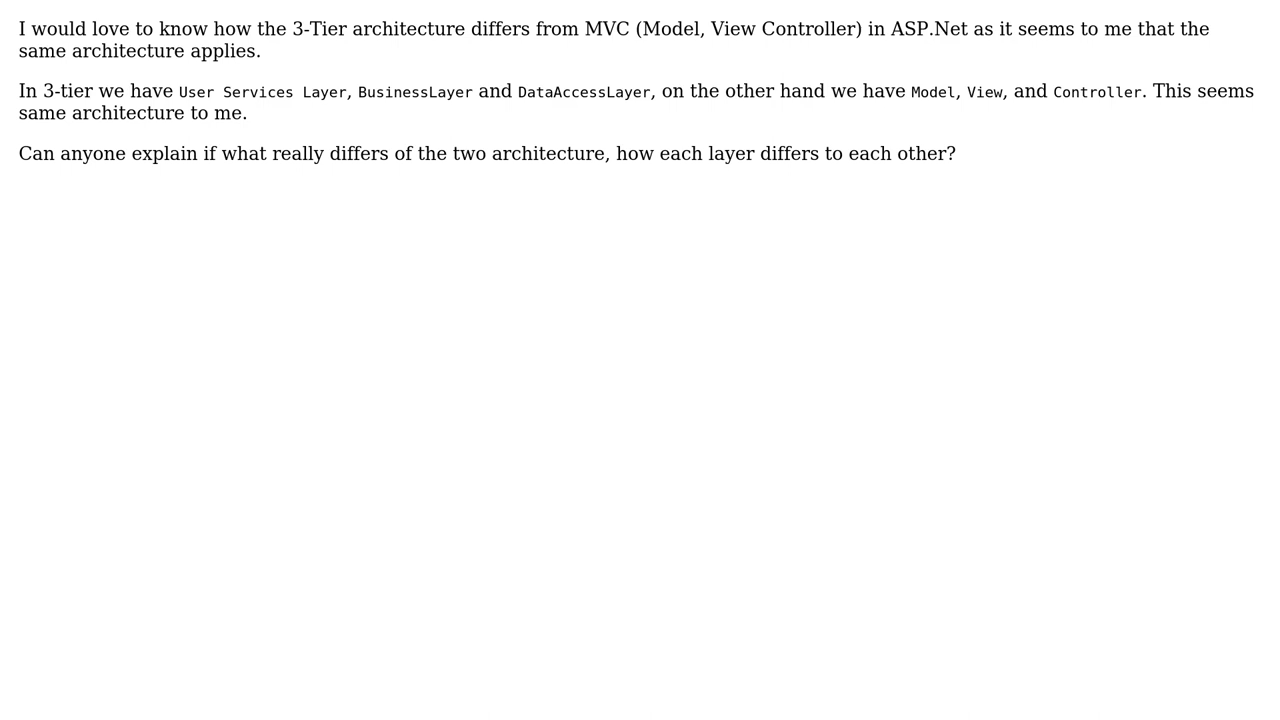 I would love to know how the 3-Tier architecture differs from MVC (Model, View Controller) in ASP.Net as it seems to me that the
same architecture applies.
In 3-tier we have User Services Layer, BusinessLayer and DataAccessLayer, on the other hand we have Model, View, and Controller. This seems
same architecture to me.
Can anyone explain if what really differs of the two architecture, how each layer differs to each other?